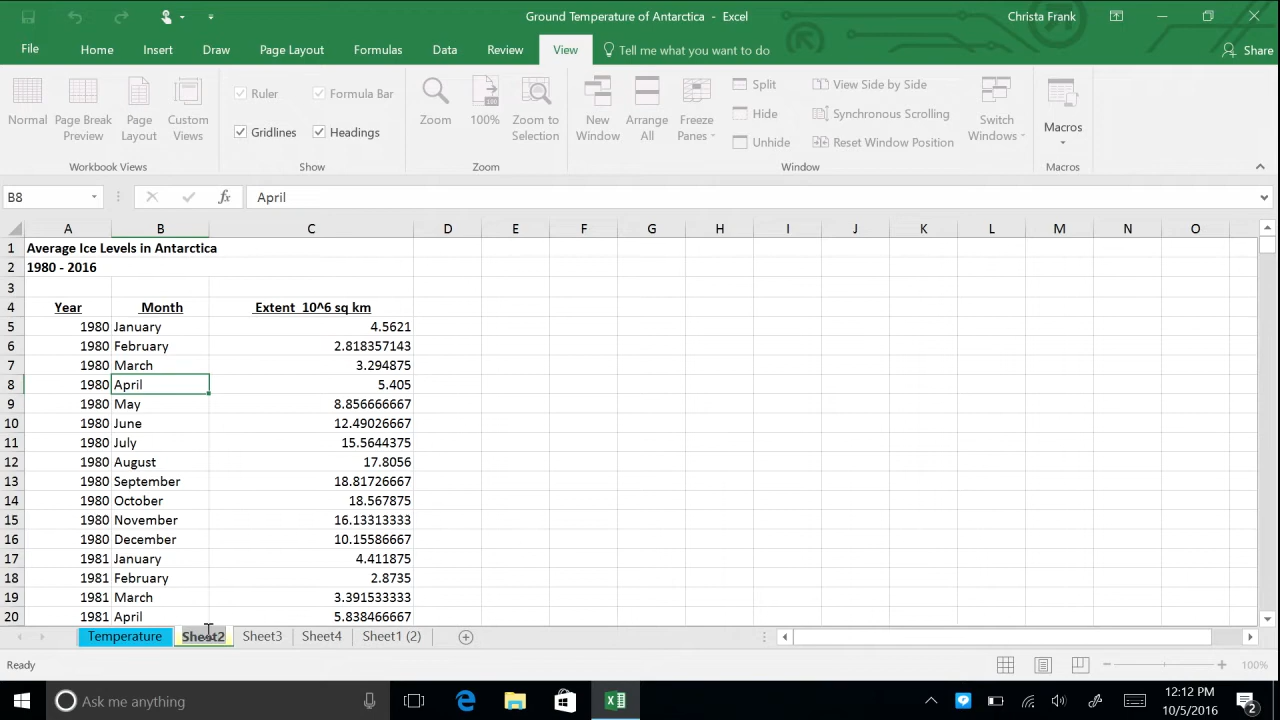 Ground Temperature of Antarctica - Excel
Christa Frank
File Home Insert Draw Page Layout Formulas Data Review View Tell me what you want to do Share
Normal
Page Break Preview
Page Layout
Custom Views
Workbook Views
Ruler
Formula Bar
Gridlines
Headings
Show
Zoom
100
100%
Zoom to Selection
Zoom
New Window
Arrange All
Freeze Panes
Split
Hide
Unhide
View Side by Side
Synchronous Scrolling
Reset Window Position
Switch Windows
Window
Macros
Macros
B8 fx April
A B C D E F G H I J K L M N O
1 Average Ice Levels in Antarctica
2 1980 - 2016
3
4 Year Month Extent 10^6 sq km
5 1980 January 4.5621
6 1980 February 2.818357143
7 1980 March 3.294875
8 1980 April 5.405
9 1980 May 8.856666667
10 1980 June 12.49026667
11 1980 July 15.5644375
12 1980 August 17.8056
13 1980 September 18.81726667
14 1980 October 18.567875
15 1980 November 16.13313333
16 1980 December 10.15586667
17 1981 January 4.411875
18 1981 February 2.8735
19 1981 March 3.391533333
20 1981 April 5.838466667
Temperature Sheet2 Sheet3 Sheet4 Sheet1 (2)
Ready 100%
Ask me anything
12:12 PM
10/5/2016
2